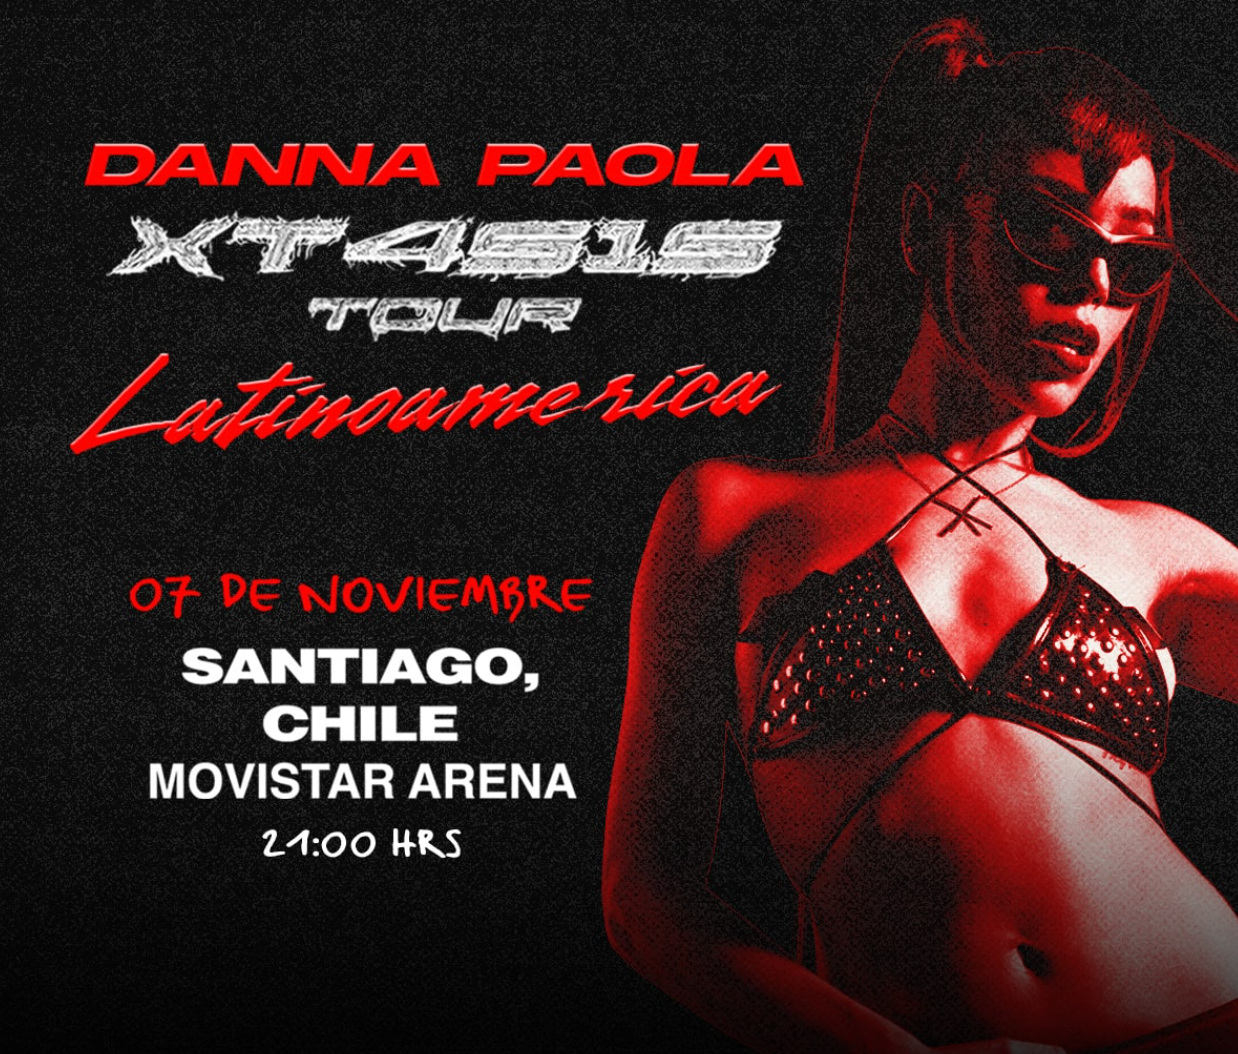 DANNA PAOLA
XT4S1S
TOUR
Latinoamerica
07 DE NOVIEMBRE
SANTIAGO,
CHILE
MOVISTAR ARENA
21:00 HRS